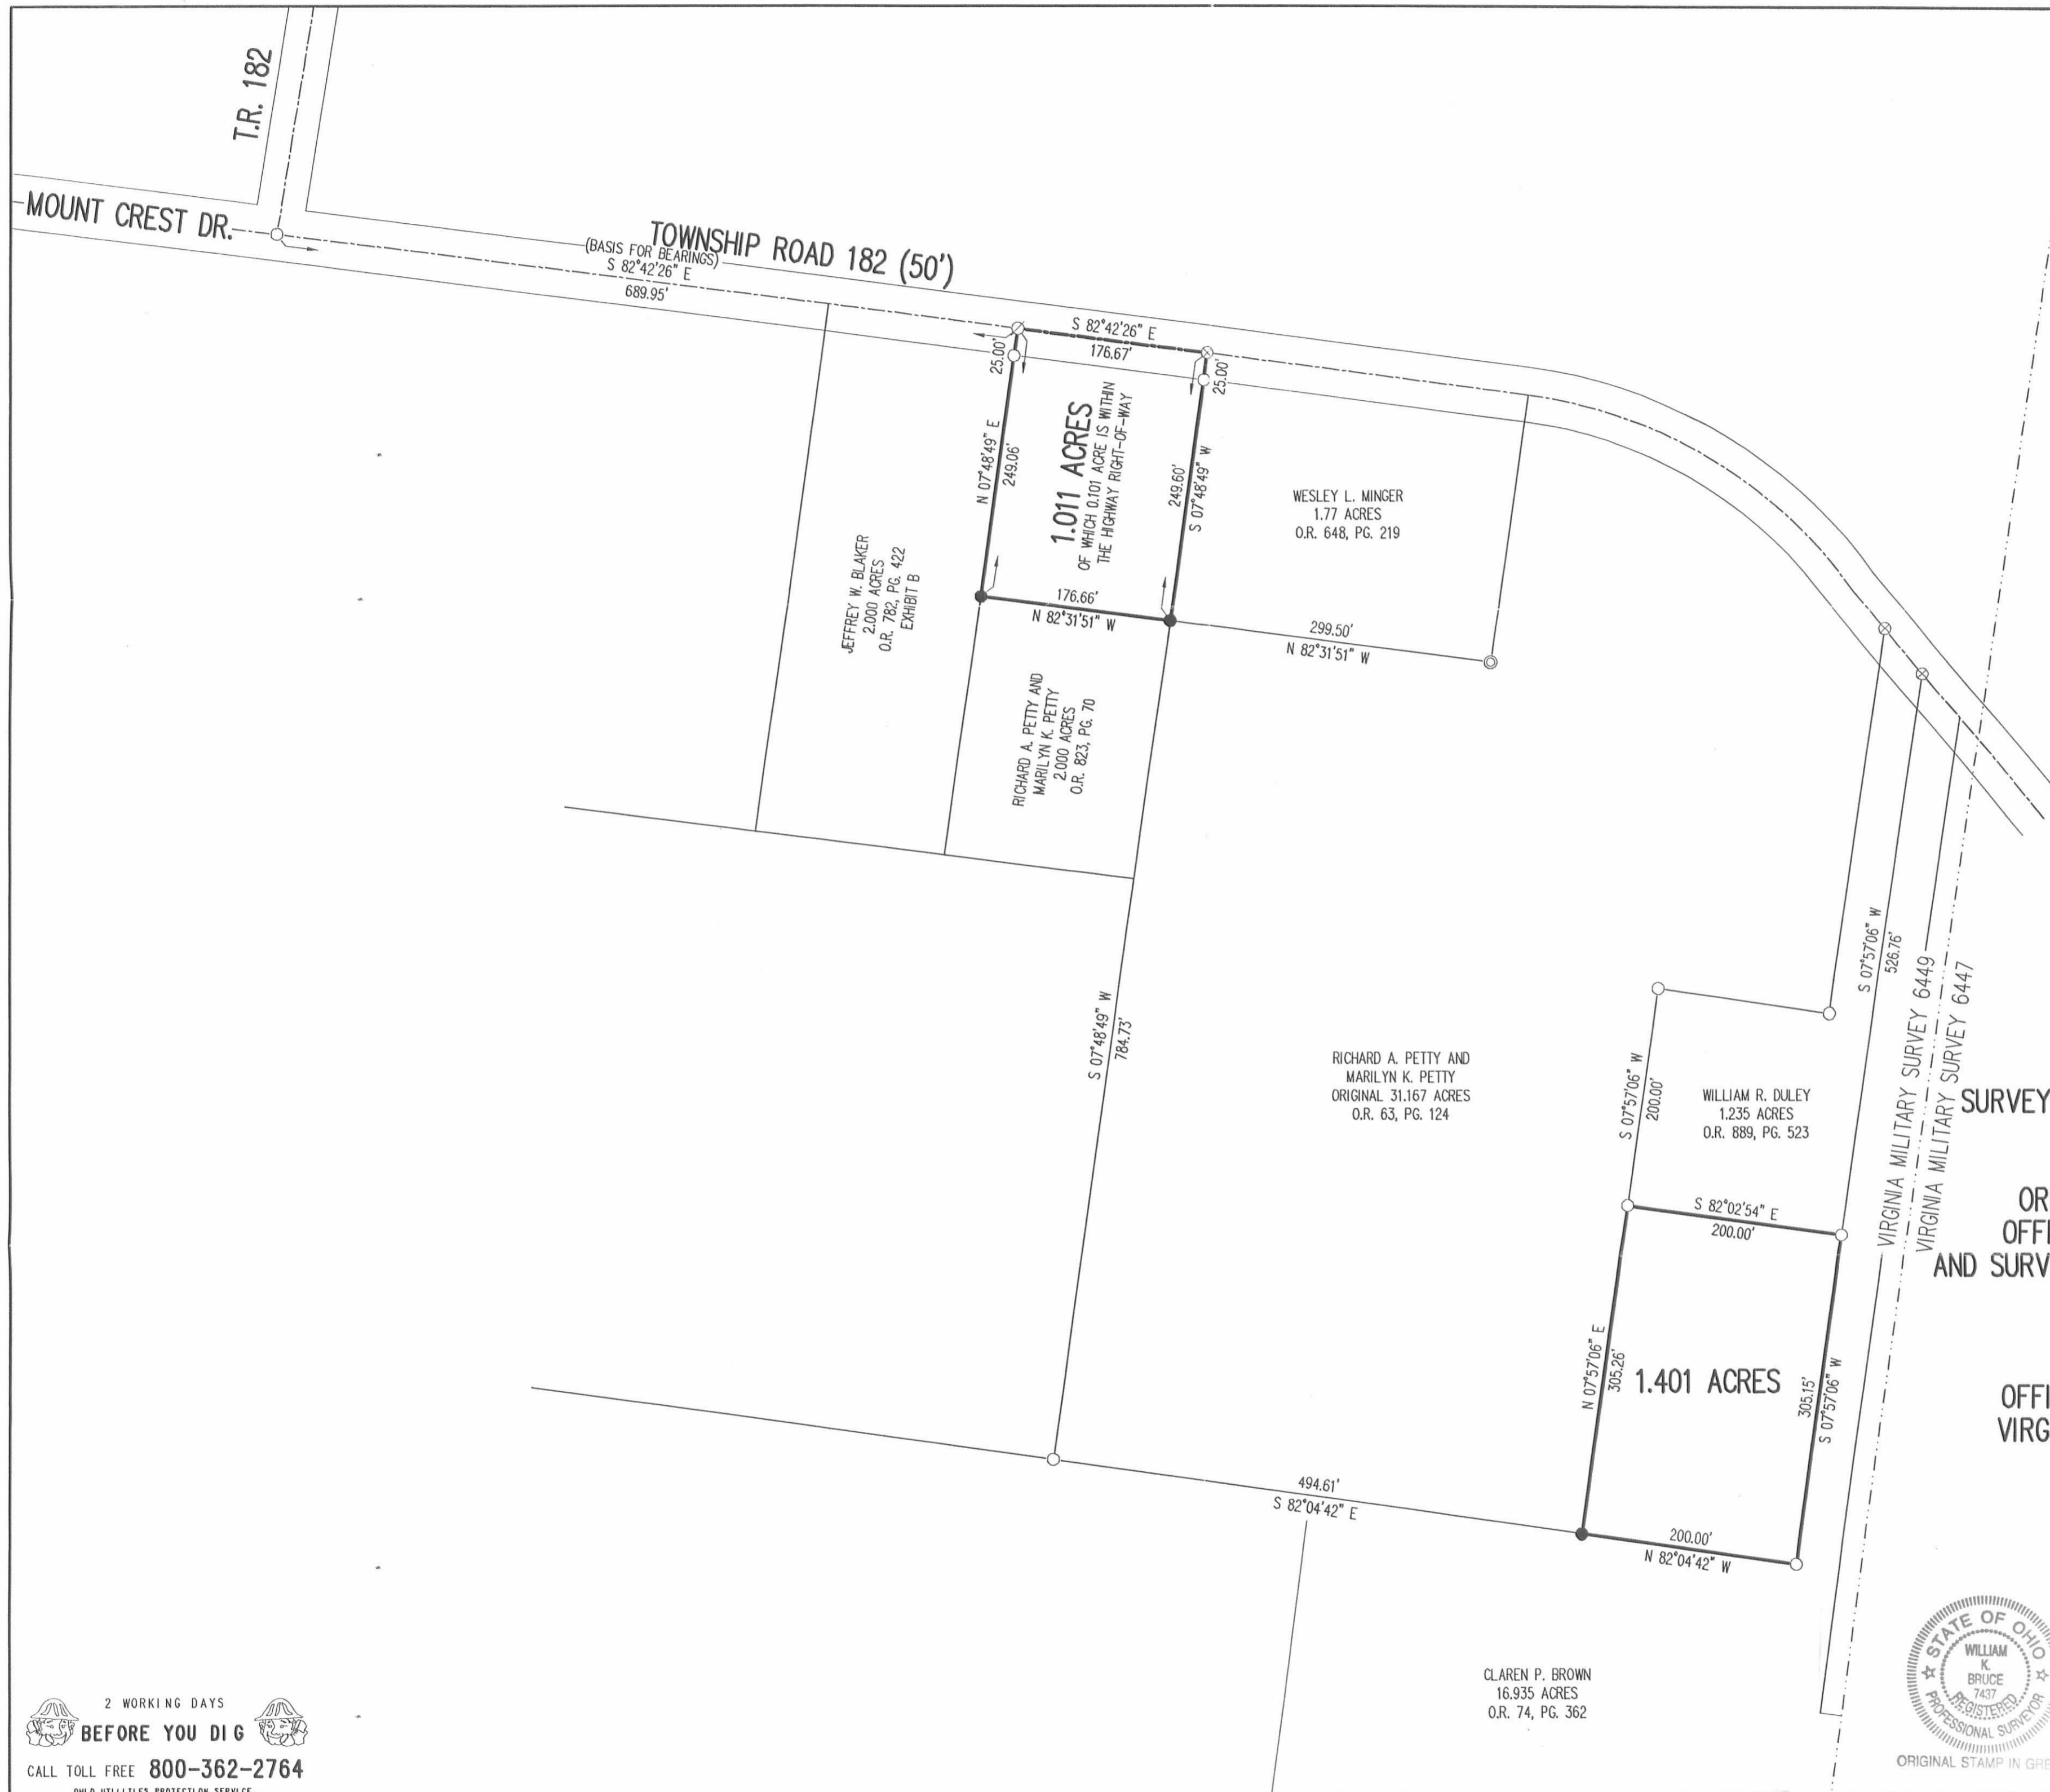 T.R. 182
MOUNT CREST DR.
TOWNSHIP ROAD 182 (50')
(BASIS FOR BEARINGS)
S 82°42'26" E
689.95'
S 82°42'26" E
176.67'
25.00'
25.00'
N 07°48'49" E
249.06'
1.011 ACRES
OF WHICH 0.101 ACRE IS WITHIN
THE HIGHWAY RIGHT-OF-WAY
249.60'
S 07°48'49" W
WESLEY L. MINGER
1.77 ACRES
O.R. 648, PG. 219
JEFFREY W. BLAKER
2.000 ACRES
O.R. 782, PG. 422
EXHIBIT B
176.66'
N 82°31'51" W
299.50'
N 82°31'51" W
RICHARD A. PETTY AND
MARILYN K. PETTY
2.000 ACRES
O.R. 823, PG. 70
S 07°57'06" W
526.76'
VIRGINIA MILITARY SURVEY 6449
VIRGINIA MILITARY SURVEY 6447
S 07°48'49" W
784.73'
RICHARD A. PETTY AND
MARILYN K. PETTY
ORIGINAL 31.167 ACRES
O.R. 63, PG. 124
S 07°57'06" W
200.00'
WILLIAM R. DULEY
1.235 ACRES
O.R. 889, PG. 523
SURVEY
OR
OFFI
AND SURV
S 82°02'54" E
200.00'
N 07°57'06" E
305.26'
1.401 ACRES
305.15'
S 07°57'06" W
OFFI
VIRG
494.61'
S 82°04'42" E
200.00'
N 82°04'42" W
CLAREN P. BROWN
16.935 ACRES
O.R. 74, PG. 362
STATE OF OHIO
WILLIAM
K.
BRUCE
7437
REGISTERED
PROFESSIONAL SURVEYOR
ORIGINAL STAMP IN GRE
2 WORKING DAYS
BEFORE YOU DIG
CALL TOLL FREE 800-362-2764
OHIO UTILITIES PROTECTION SERVICE